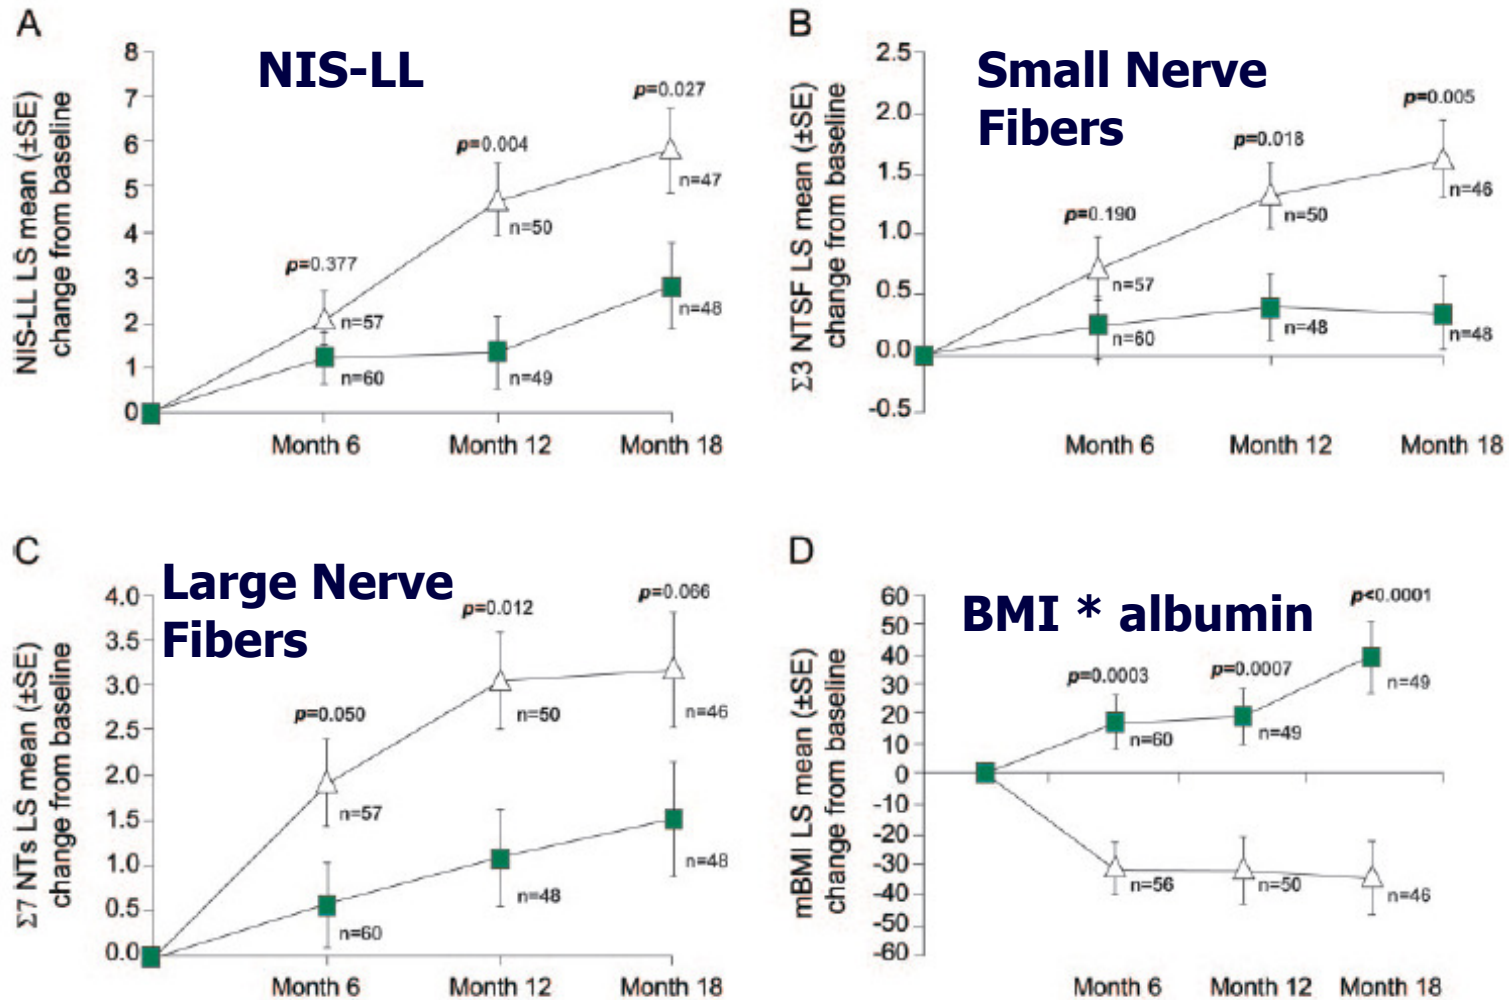 A
NIS-LL
NIS-LL LS mean (±SE)
change from baseline
8
7
6
5
4
3
2
1
0
p=0.377
p=0.004
p=0.027
n=57
n=50
n=47
n=60
n=49
n=48
Month 6
Month 12
Month 18
B
Small Nerve
Fibers
Σ3 NTSF LS mean (±SE)
change from baseline
2.5
2.0
1.5
1.0
0.5
0.0
-0.5
p=0.190
p=0.018
p=0.005
n=57
n=50
n=46
n=60
n=48
n=48
Month 6
Month 12
Month 18
C
Large Nerve
Fibers
Σ7 NTs LS mean (±SE)
change from baseline
4.0
3.5
3.0
2.5
2.0
1.5
1.0
0.5
0.0
p=0.050
p=0.012
p=0.066
n=57
n=50
n=46
n=60
n=48
n=48
Month 6
Month 12
Month 18
D
BMI * albumin
mBMI LS mean (±SE)
change from baseline
60
50
40
30
20
10
0
-10
-20
-30
-40
-50
-60
p=0.0003
p=0.0007
p<0.0001
n=60
n=49
n=49
n=56
n=50
n=46
Month 6
Month 12
Month 18